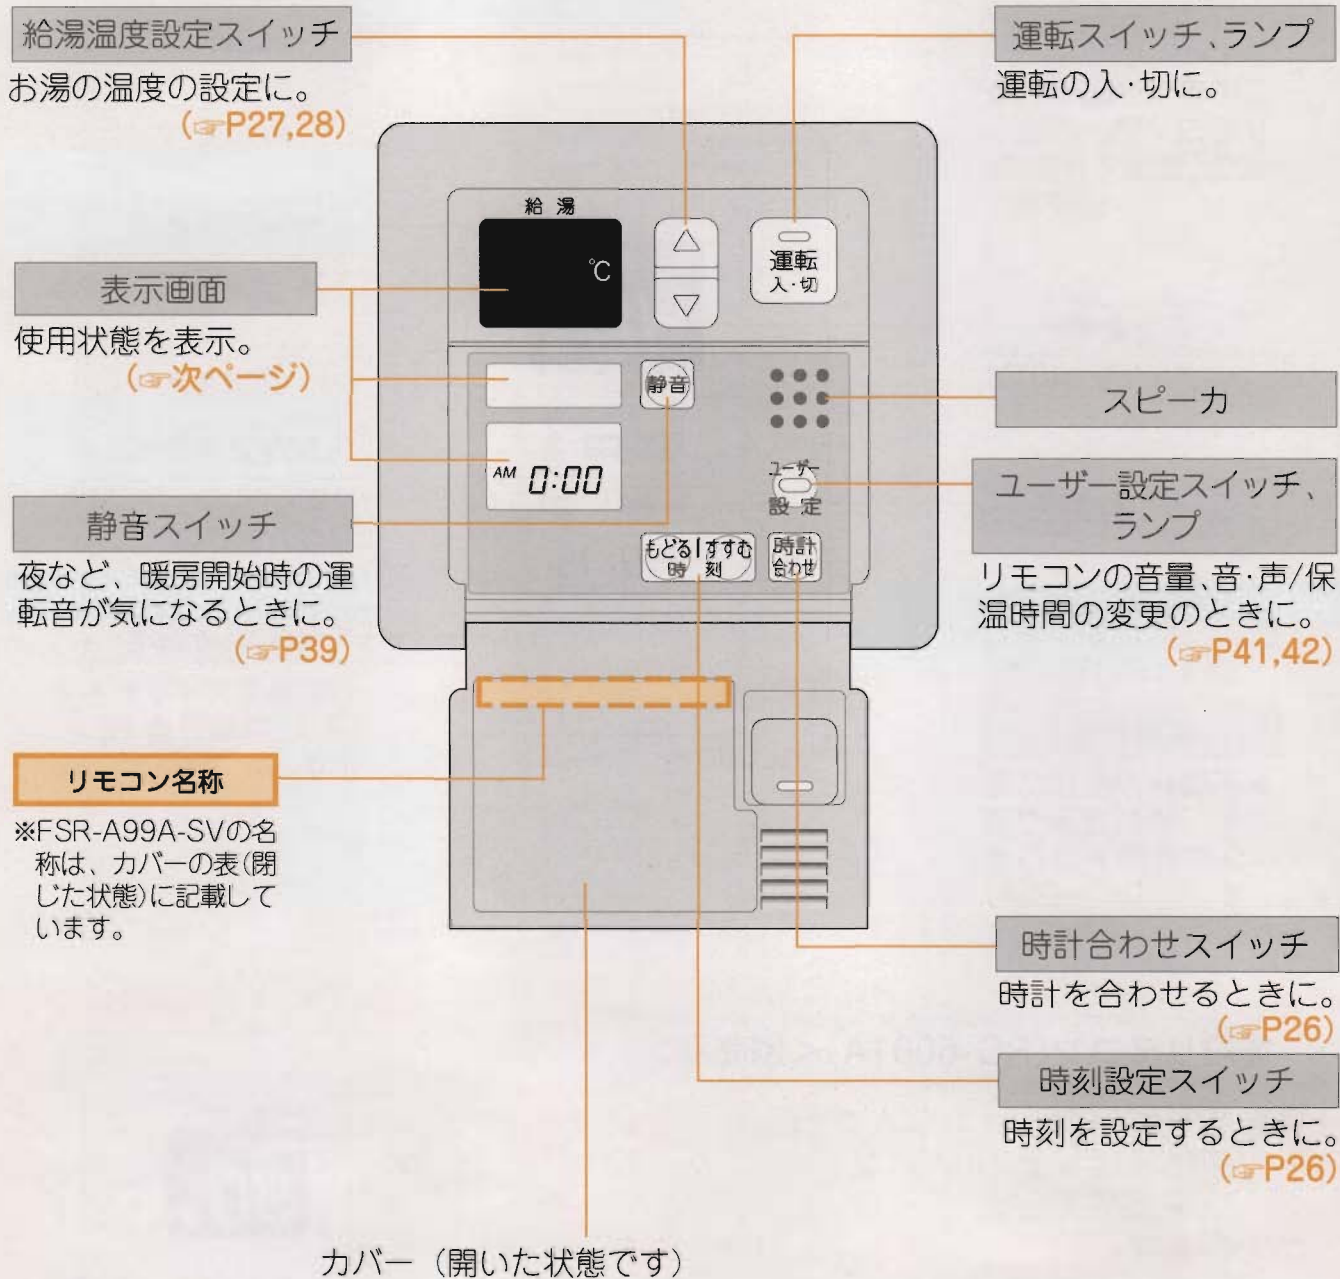 給湯温度設定スイッチ
お湯の温度の設定に。
(☞P27,28)
表示画面
使用状態を表示。
(☞次ページ)
静音スイッチ
夜など、暖房開始時の運
転音が気になるときに。
(☞P39)
リモコン名称
※FSR-A99A-SVの名
称は、カバーの表(閉
じた状態)に記載して
います。
給湯
℃
△
▽
運転
入・切
静音
AM 0:00
ユーザー
設定
もどる|すすむ
時刻
時計
合わせ
運転スイッチ、ランプ
運転の入・切に。
スピーカ
ユーザー設定スイッチ、
ランプ
リモコンの音量、音・声/保
温時間の変更のときに。
(☞P41,42)
時計合わせスイッチ
時計を合わせるときに。
(☞P26)
時刻設定スイッチ
時刻を設定するときに。
(☞P26)
カバー(開いた状態です)